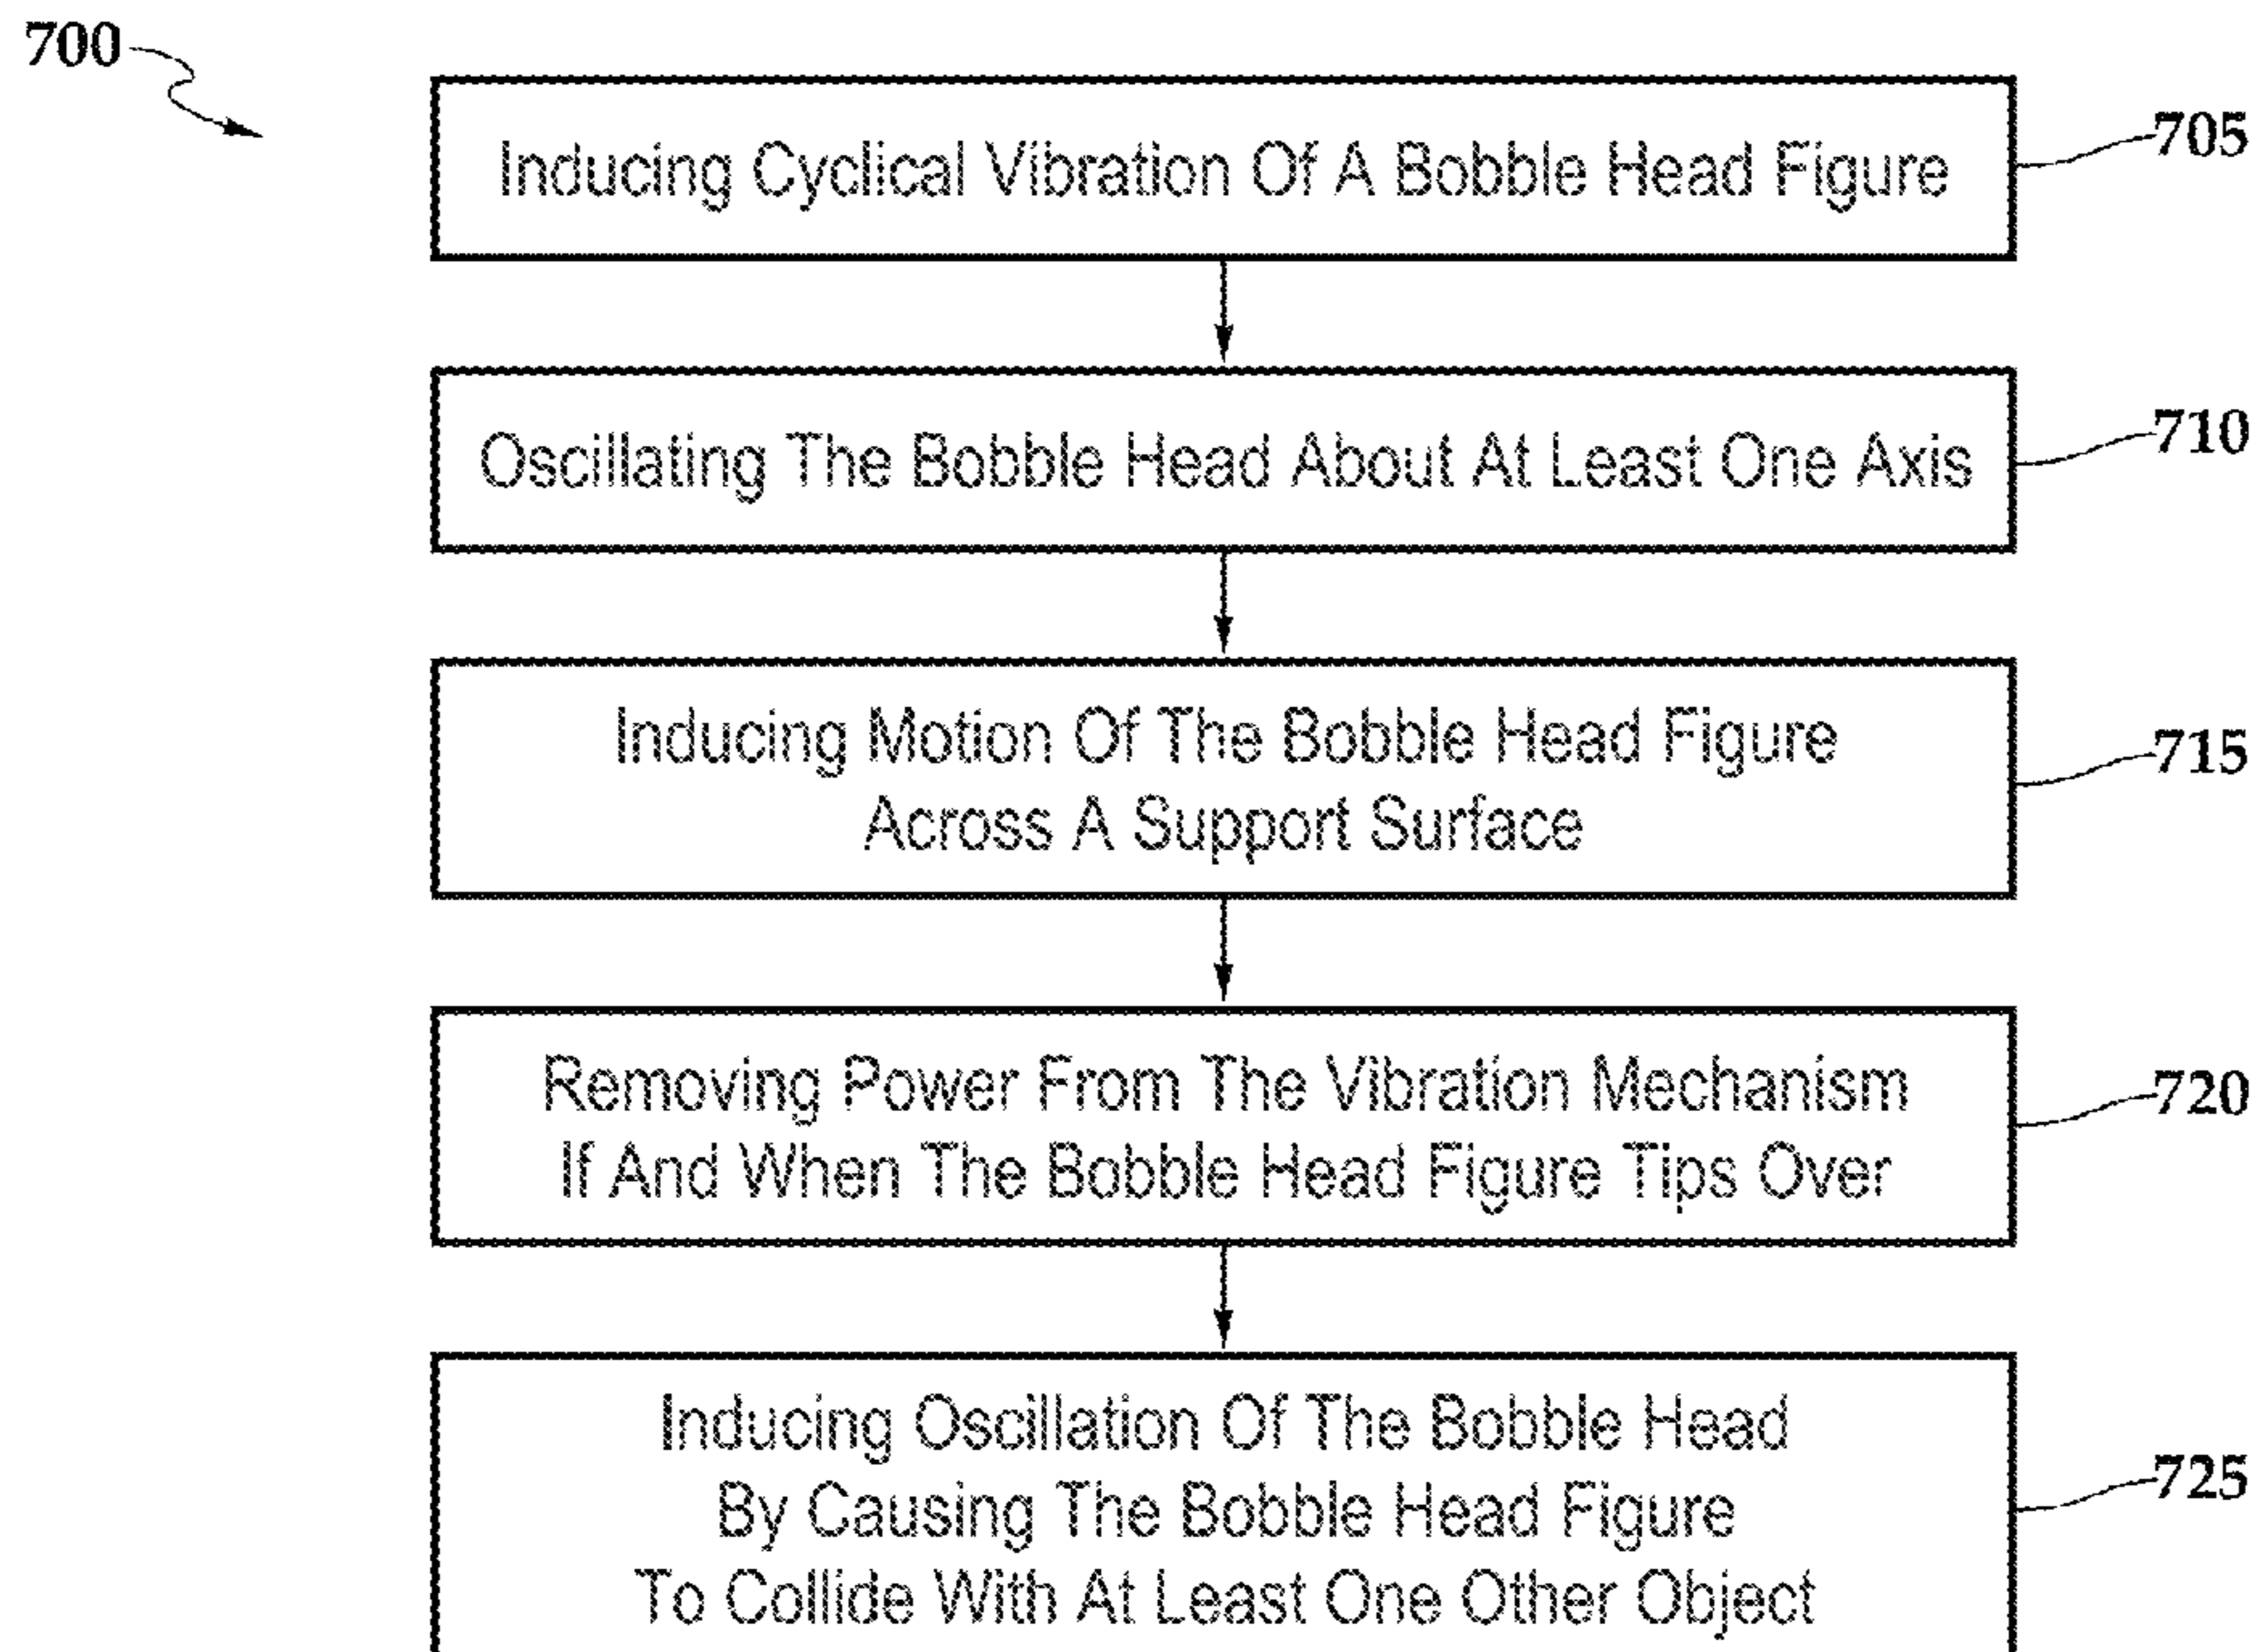 700
Inducing Cyclical Vibration Of A Bobble Head Figure
705
Oscillating The Bobble Head About At Least One Axis
710
Inducing Motion Of The Bobble Head Figure
Across A Support Surface
715
Removing Power From The Vibration Mechanism
If And When The Bobble Head Figure Tips Over
720
Inducing Oscillation Of The Bobble Head
By Causing The Bobble Head Figure
To Collide With At Least One Other Object
725